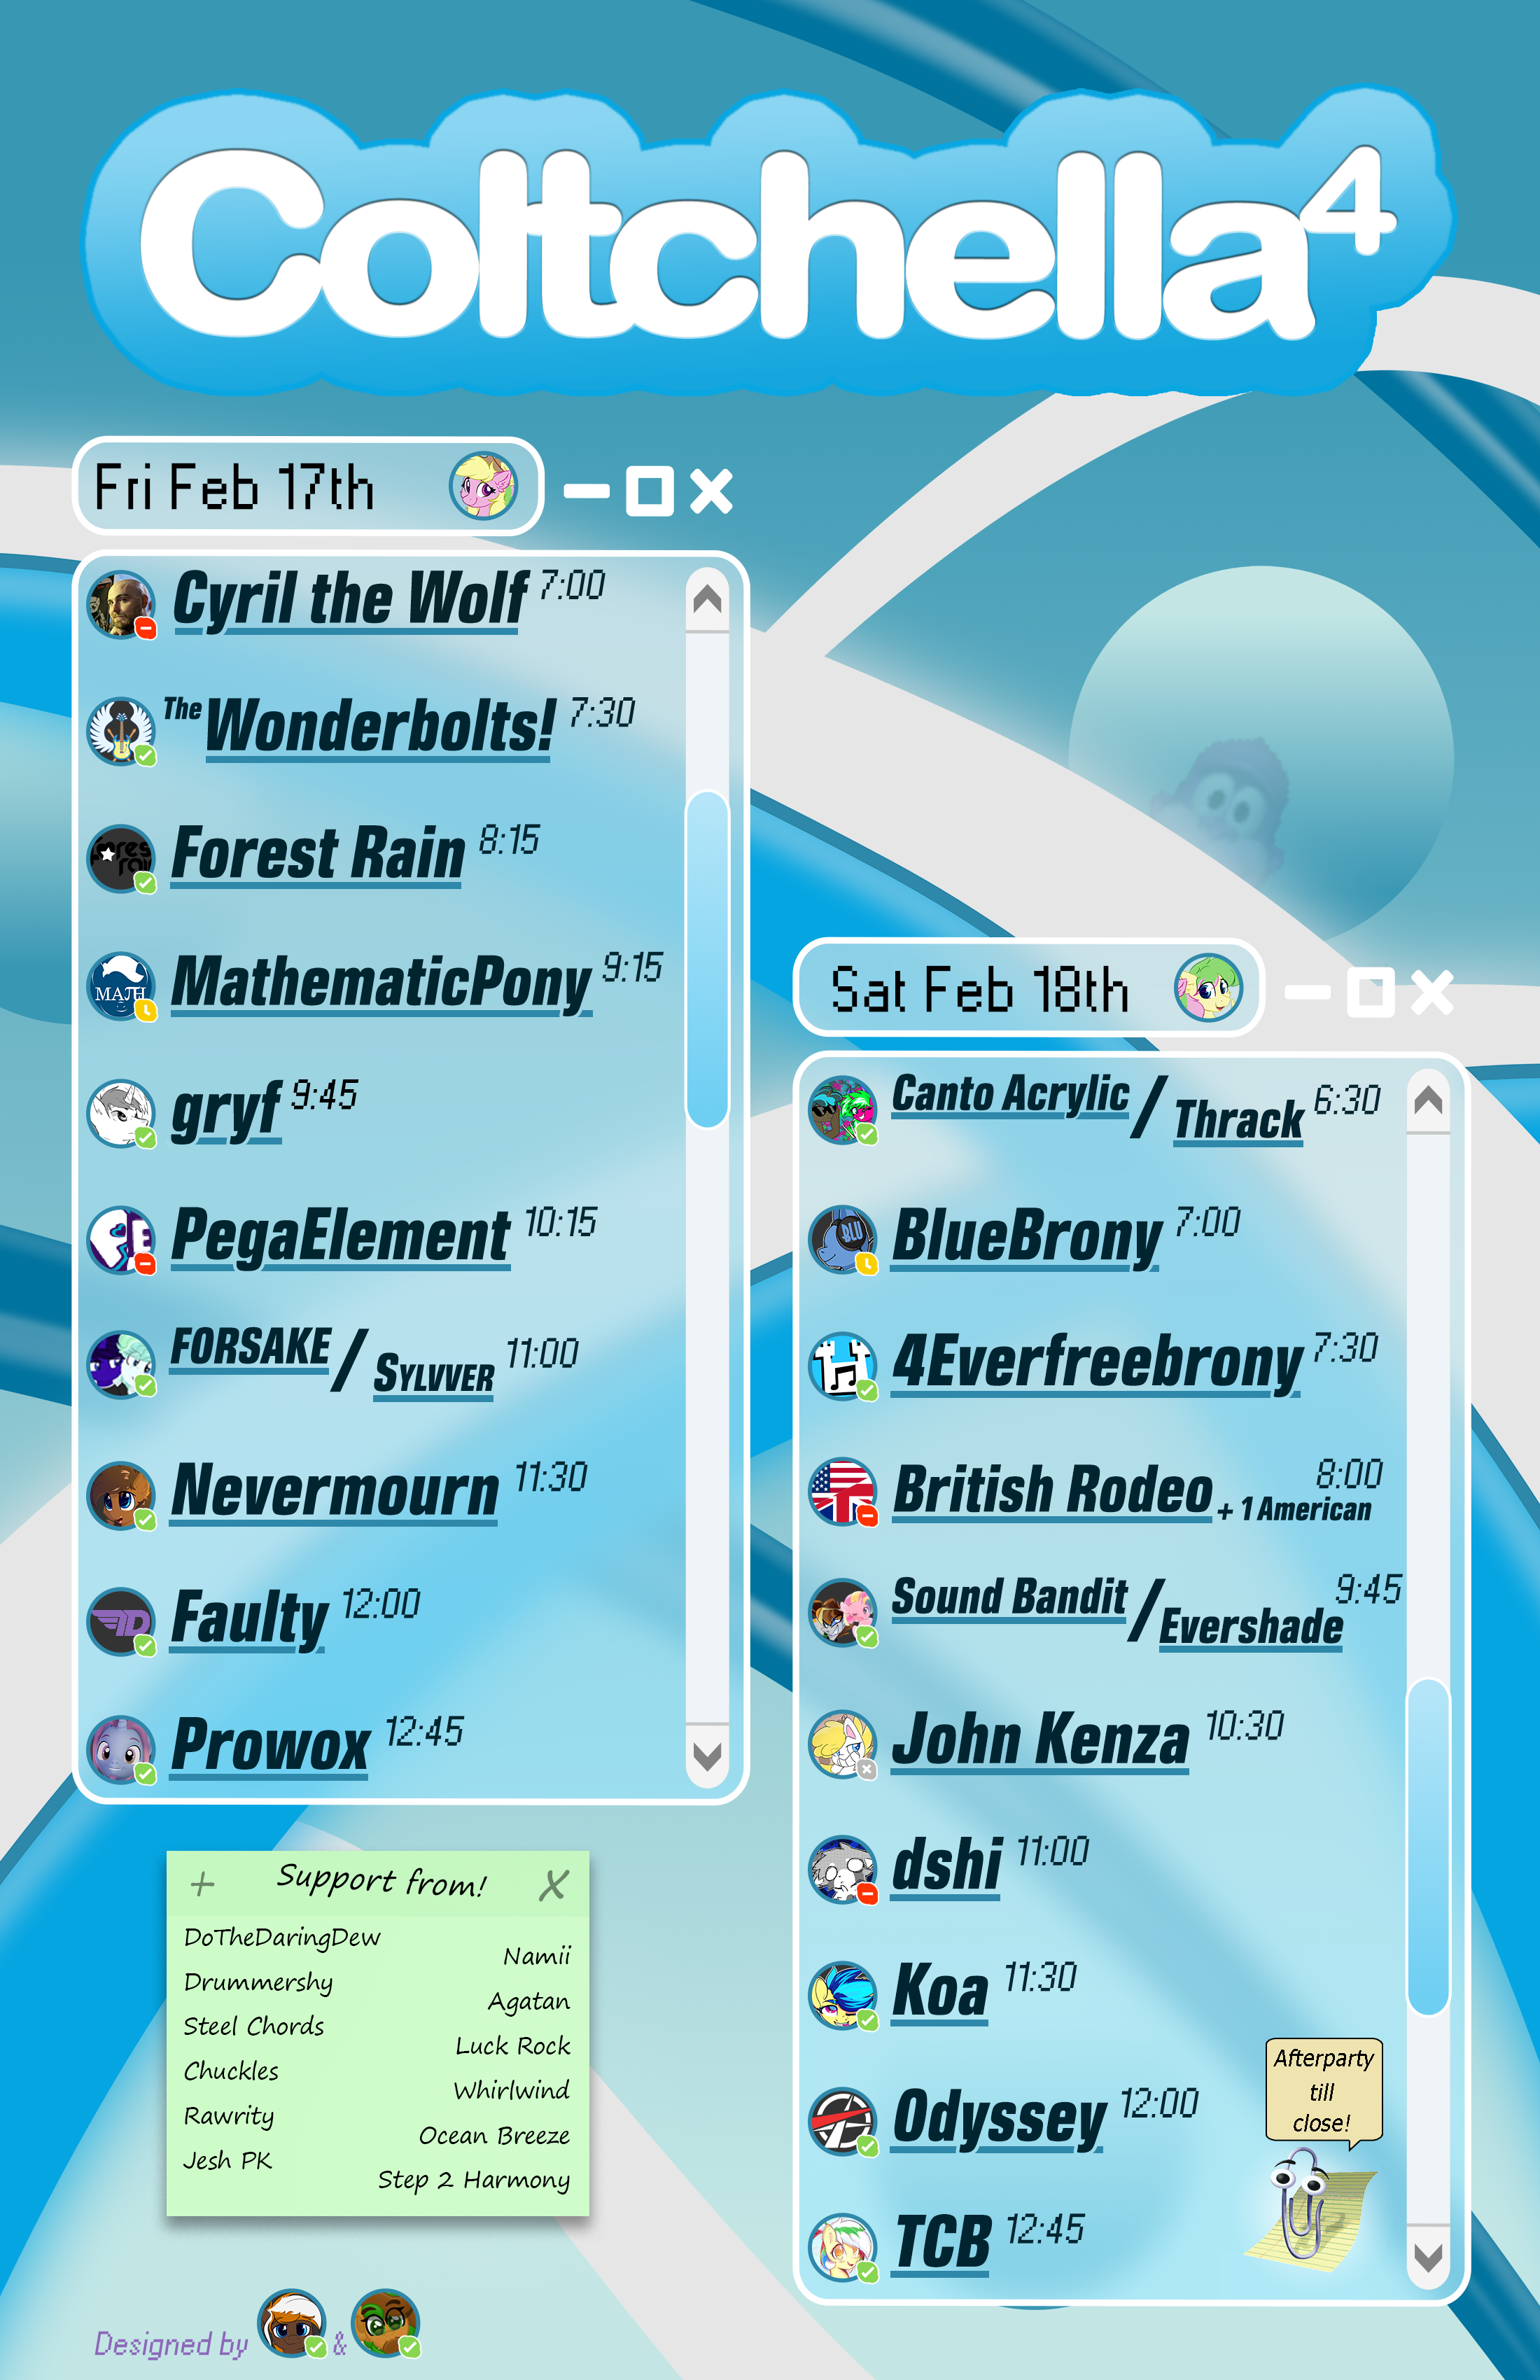 Coltchella4
Fri Feb 17th
Cyril the Wolf 7:00
The Wonderbolts! 7:30
Forest Rain 8:15
MATH
MathematicPony 9:15
gryf 9:45
PE
PegaElement 10:15
FORSAKE / SYLVVER 11:00
Nevermourn 11:30
Faulty 12:00
Prowox 12:45
Sat Feb 18th
Canto Acrylic / Thrack 6:30
BLU
BlueBrony 7:00
4Everfreebrony 7:30
British Rodeo + 1 American 8:00
Sound Bandit / Evershade 9:45
John Kenza 10:30
dshi 11:00
Koa 11:30
Odyssey 12:00
TCB 12:45
Afterparty
till
close!
Support from!
DoTheDaringDew
Drummershy
Steel Chords
Chuckles
Rawrity
Jesh PK
Namii
Agatan
Luck Rock
Whirlwind
Ocean Breeze
Step 2 Harmony
Designed by &